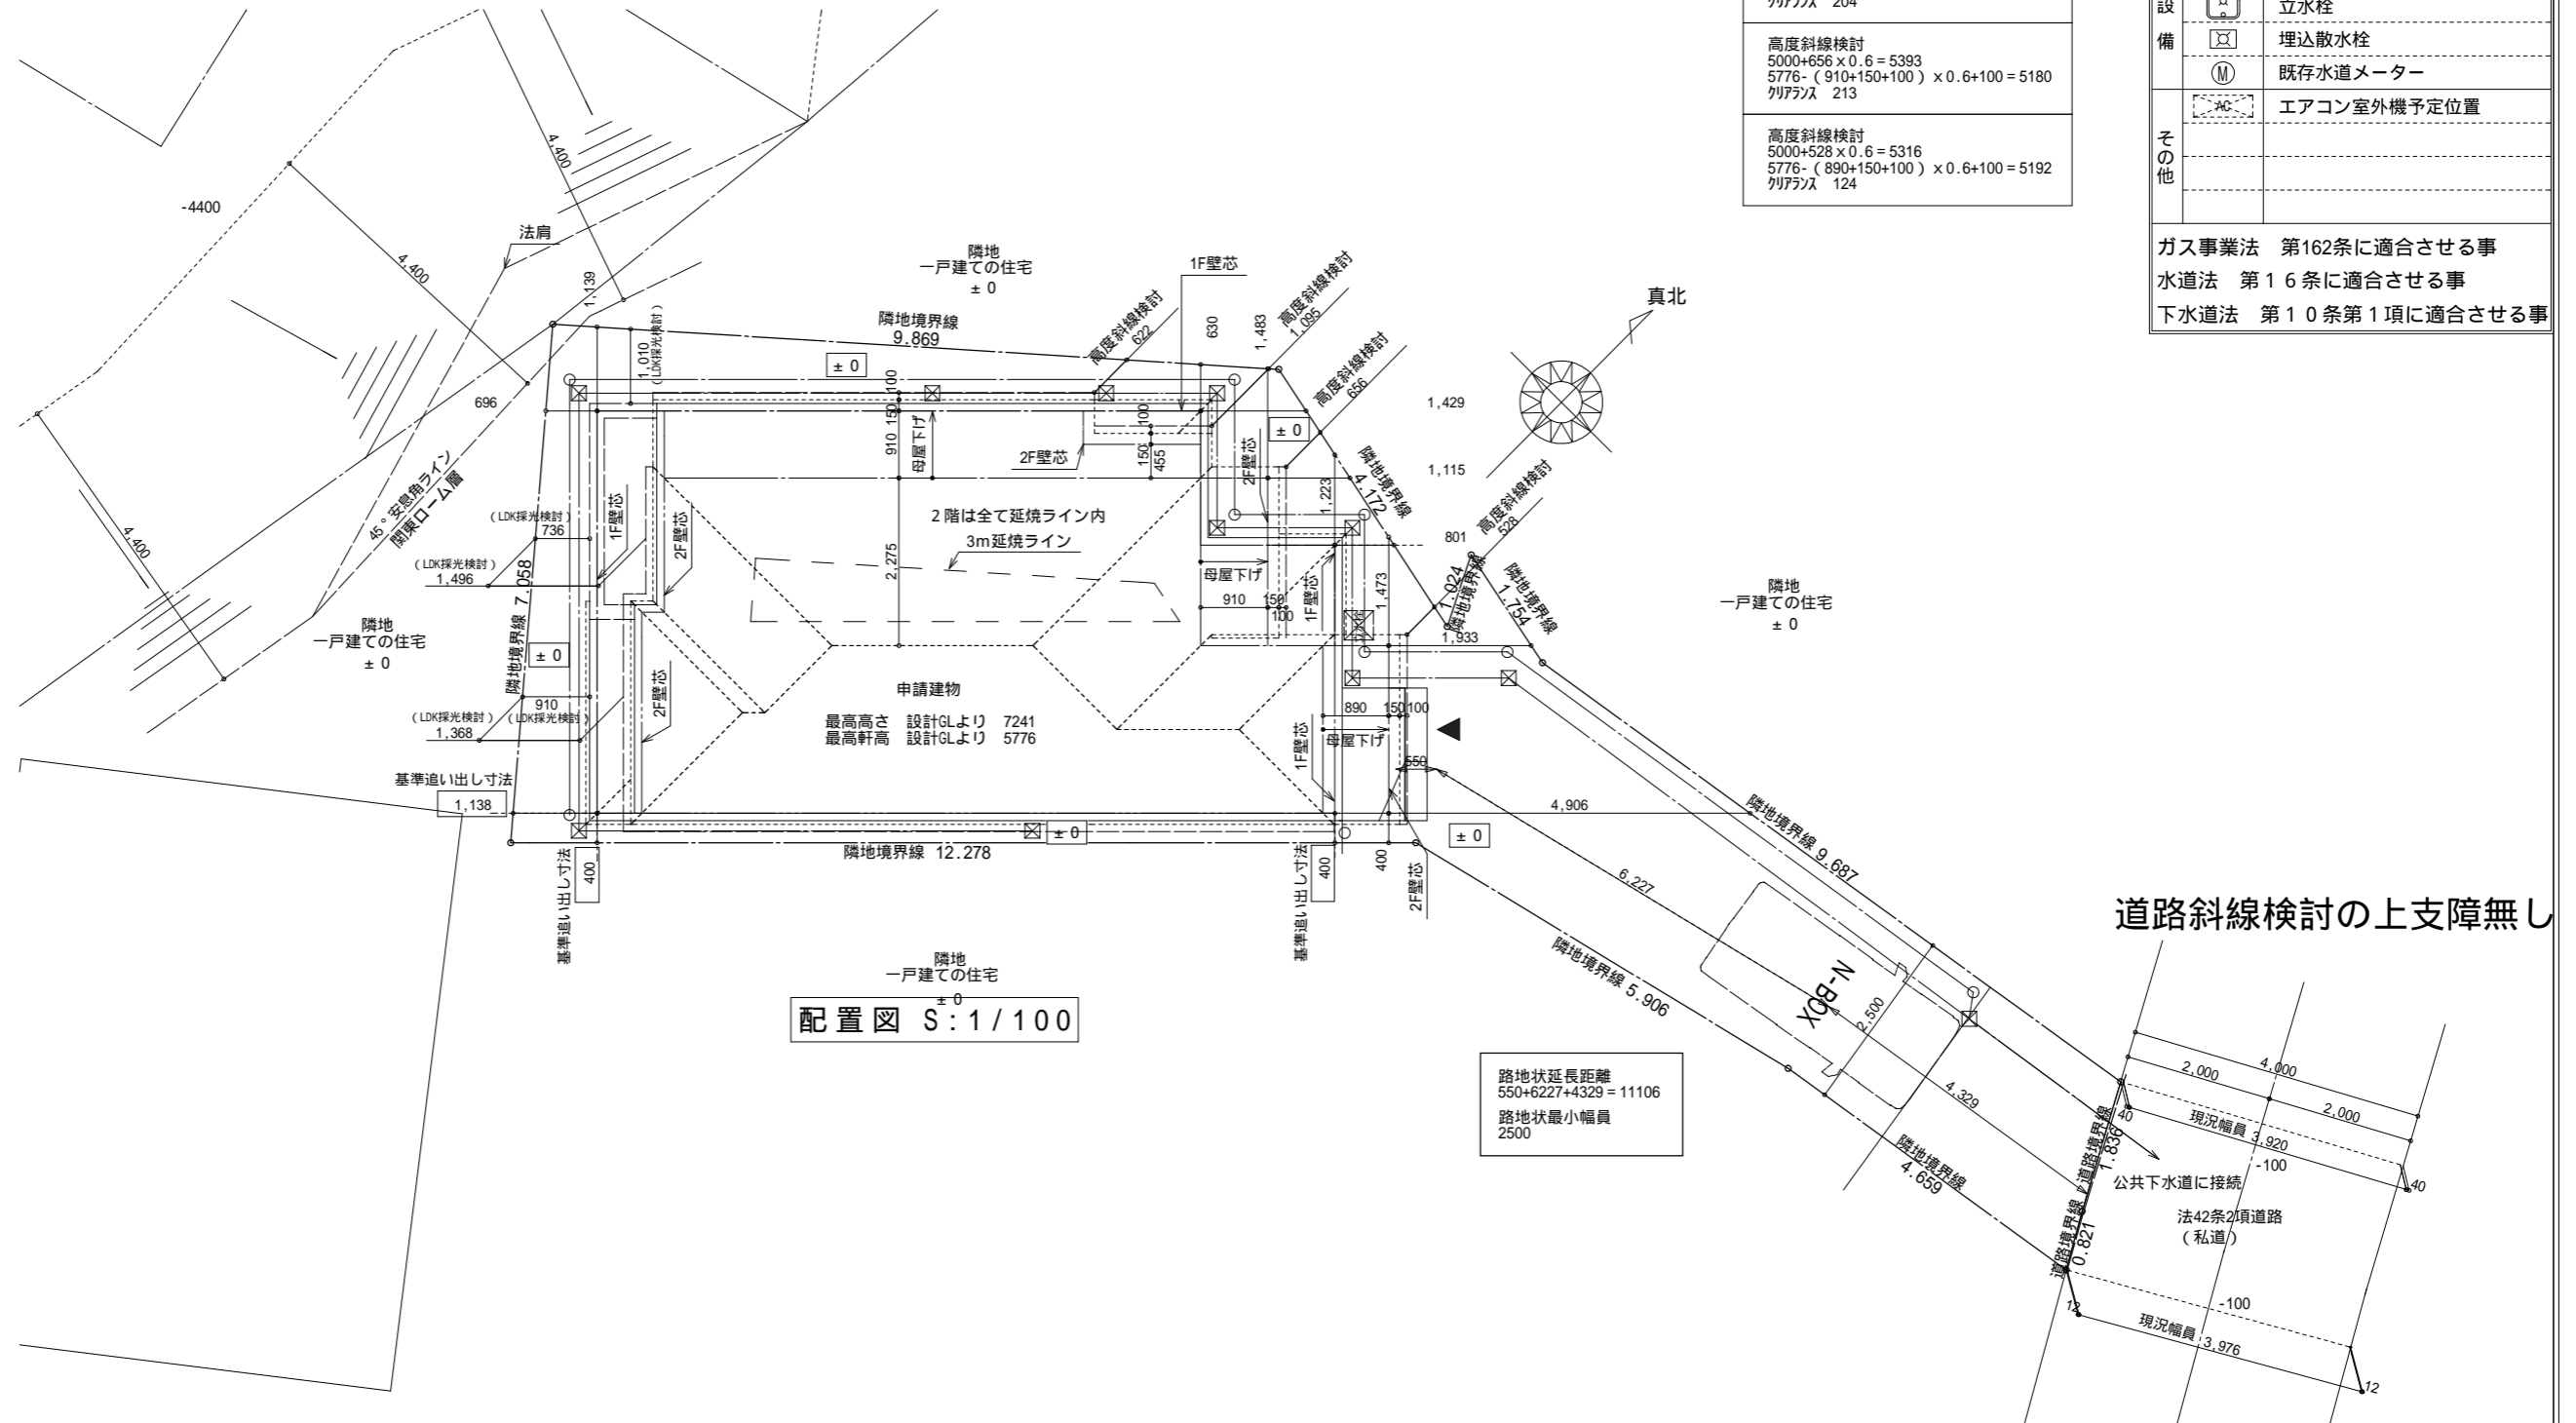 クリアランス 204
高度斜線検討
5000+656×0.6=5393
5776-(910+150+100)×0.6+100=5180
クリアランス 213
高度斜線検討
5000+528×0.6=5316
5776-(890+150+100)×0.6+100=5192
クリアランス 124
設備
立水栓
埋込散水栓
M
既存水道メーター
その他
AC
エアコン室外機予定位置
ガス事業法 第162条に適合させる事
水道法 第16条に適合させる事
下水道法 第10条第1項に適合させる事
真北
-4400
4,400
4,400
4,400
法肩
1,139
696
45°安息角ライン
関東ローム層
隣地
一戸建ての住宅
±0
隣地境界線
9.869
±0
1,010
(LDK採光検討)
高度斜線検討
622
1F壁芯
630
1,483
高度斜線検討
1,095
高度斜線検討
656
1,429
1,115
801
高度斜線検討
528
±0
隣地境界線
4.172
1.024
隣地境界線
隣地境界線
1.754
1,933
隣地
一戸建ての住宅
±0
100
150
910
母屋下げ
2F壁芯
100
150
455
2F壁芯
1,223
1,473
2階は全て延焼ライン内
3m延焼ライン
2,275
母屋下げ
910
150
100
1F壁芯
(LDK採光検討)
736
(LDK採光検討)
1,496
1F壁芯
2F壁芯
隣地
一戸建ての住宅
±0
隣地境界線 7.058
±0
910
(LDK採光検討)
(LDK採光検討)
1,368
2F壁芯
申請建物
最高高さ 設計GLより 7241
最高軒高 設計GLより 5776
890
150
100
母屋下げ
1F壁芯
550
基準追い出し寸法
1,138
4,906
±0
±0
隣地境界線 12.278
基準追い出し寸法
400
基準追い出し寸法
400
400
2F壁芯
隣地
一戸建ての住宅
±0
配置図 S:1/100
6,227
隣地境界線 9.687
隣地境界線 5.906
N-BOX
2,500
4,329
隣地境界線
4.659
路地状延長距離
550+6227+4329=11106
路地状最小幅員
2500
道路斜線検討の上支障無し
4,000
2,000
2,000
40
現況幅員 3,920
-100
40
道路境界線
1.836
公共下水道に接続
法42条2項道路
(私道)
道路境界線
0.821
-100
12
現況幅員 3,976
12